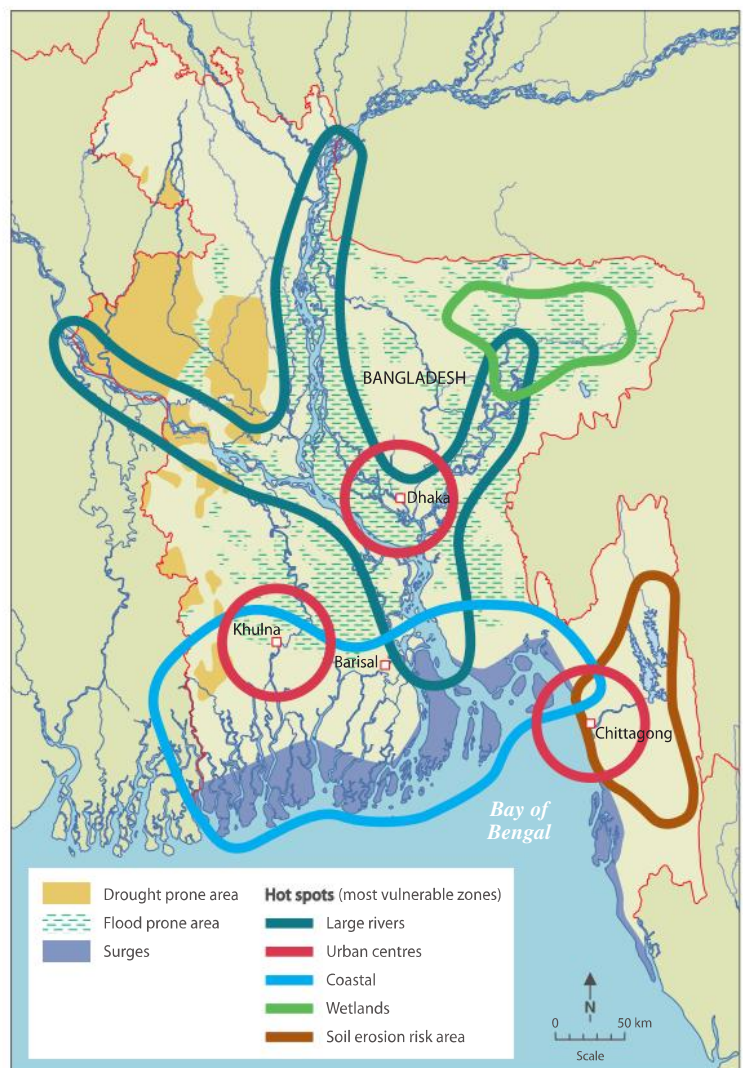 BANGLADESH
Dhaka
Khulna
Barisal
Chittagong
Bay of
Bengal
Drought prone area
Flood prone area
Surges
Hot spots (most vulnerable zones)
Large rivers
Urban centres
Coastal
Wetlands
Soil erosion risk area
N
0 50 km
Scale